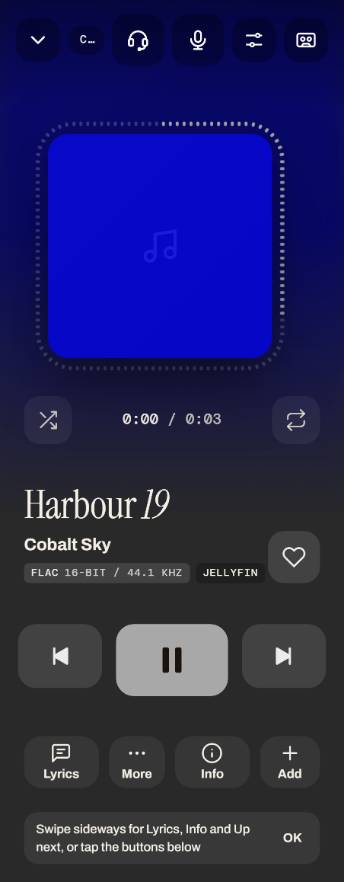 C…
0:00 / 0:03
Harbour 19
Cobalt Sky
FLAC 16-BIT / 44.1 KHZ JELLYFIN
Lyrics More Info Add
Swipe sideways for Lyrics, Info and Up
next, or tap the buttons below
OK